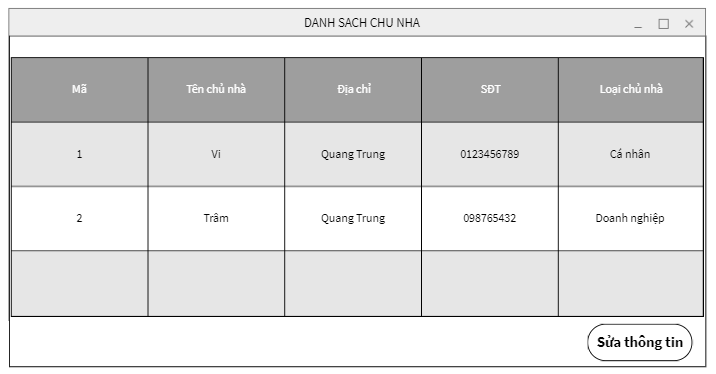 DANH SACH CHU NHA
Mã Tên chủ nhà Địa chỉ SĐT Loại chủ nhà
1 Vi Quang Trung 0123456789 Cá nhân
2 Trâm Quang Trung 098765432 Doanh nghiệp
Sửa thông tin